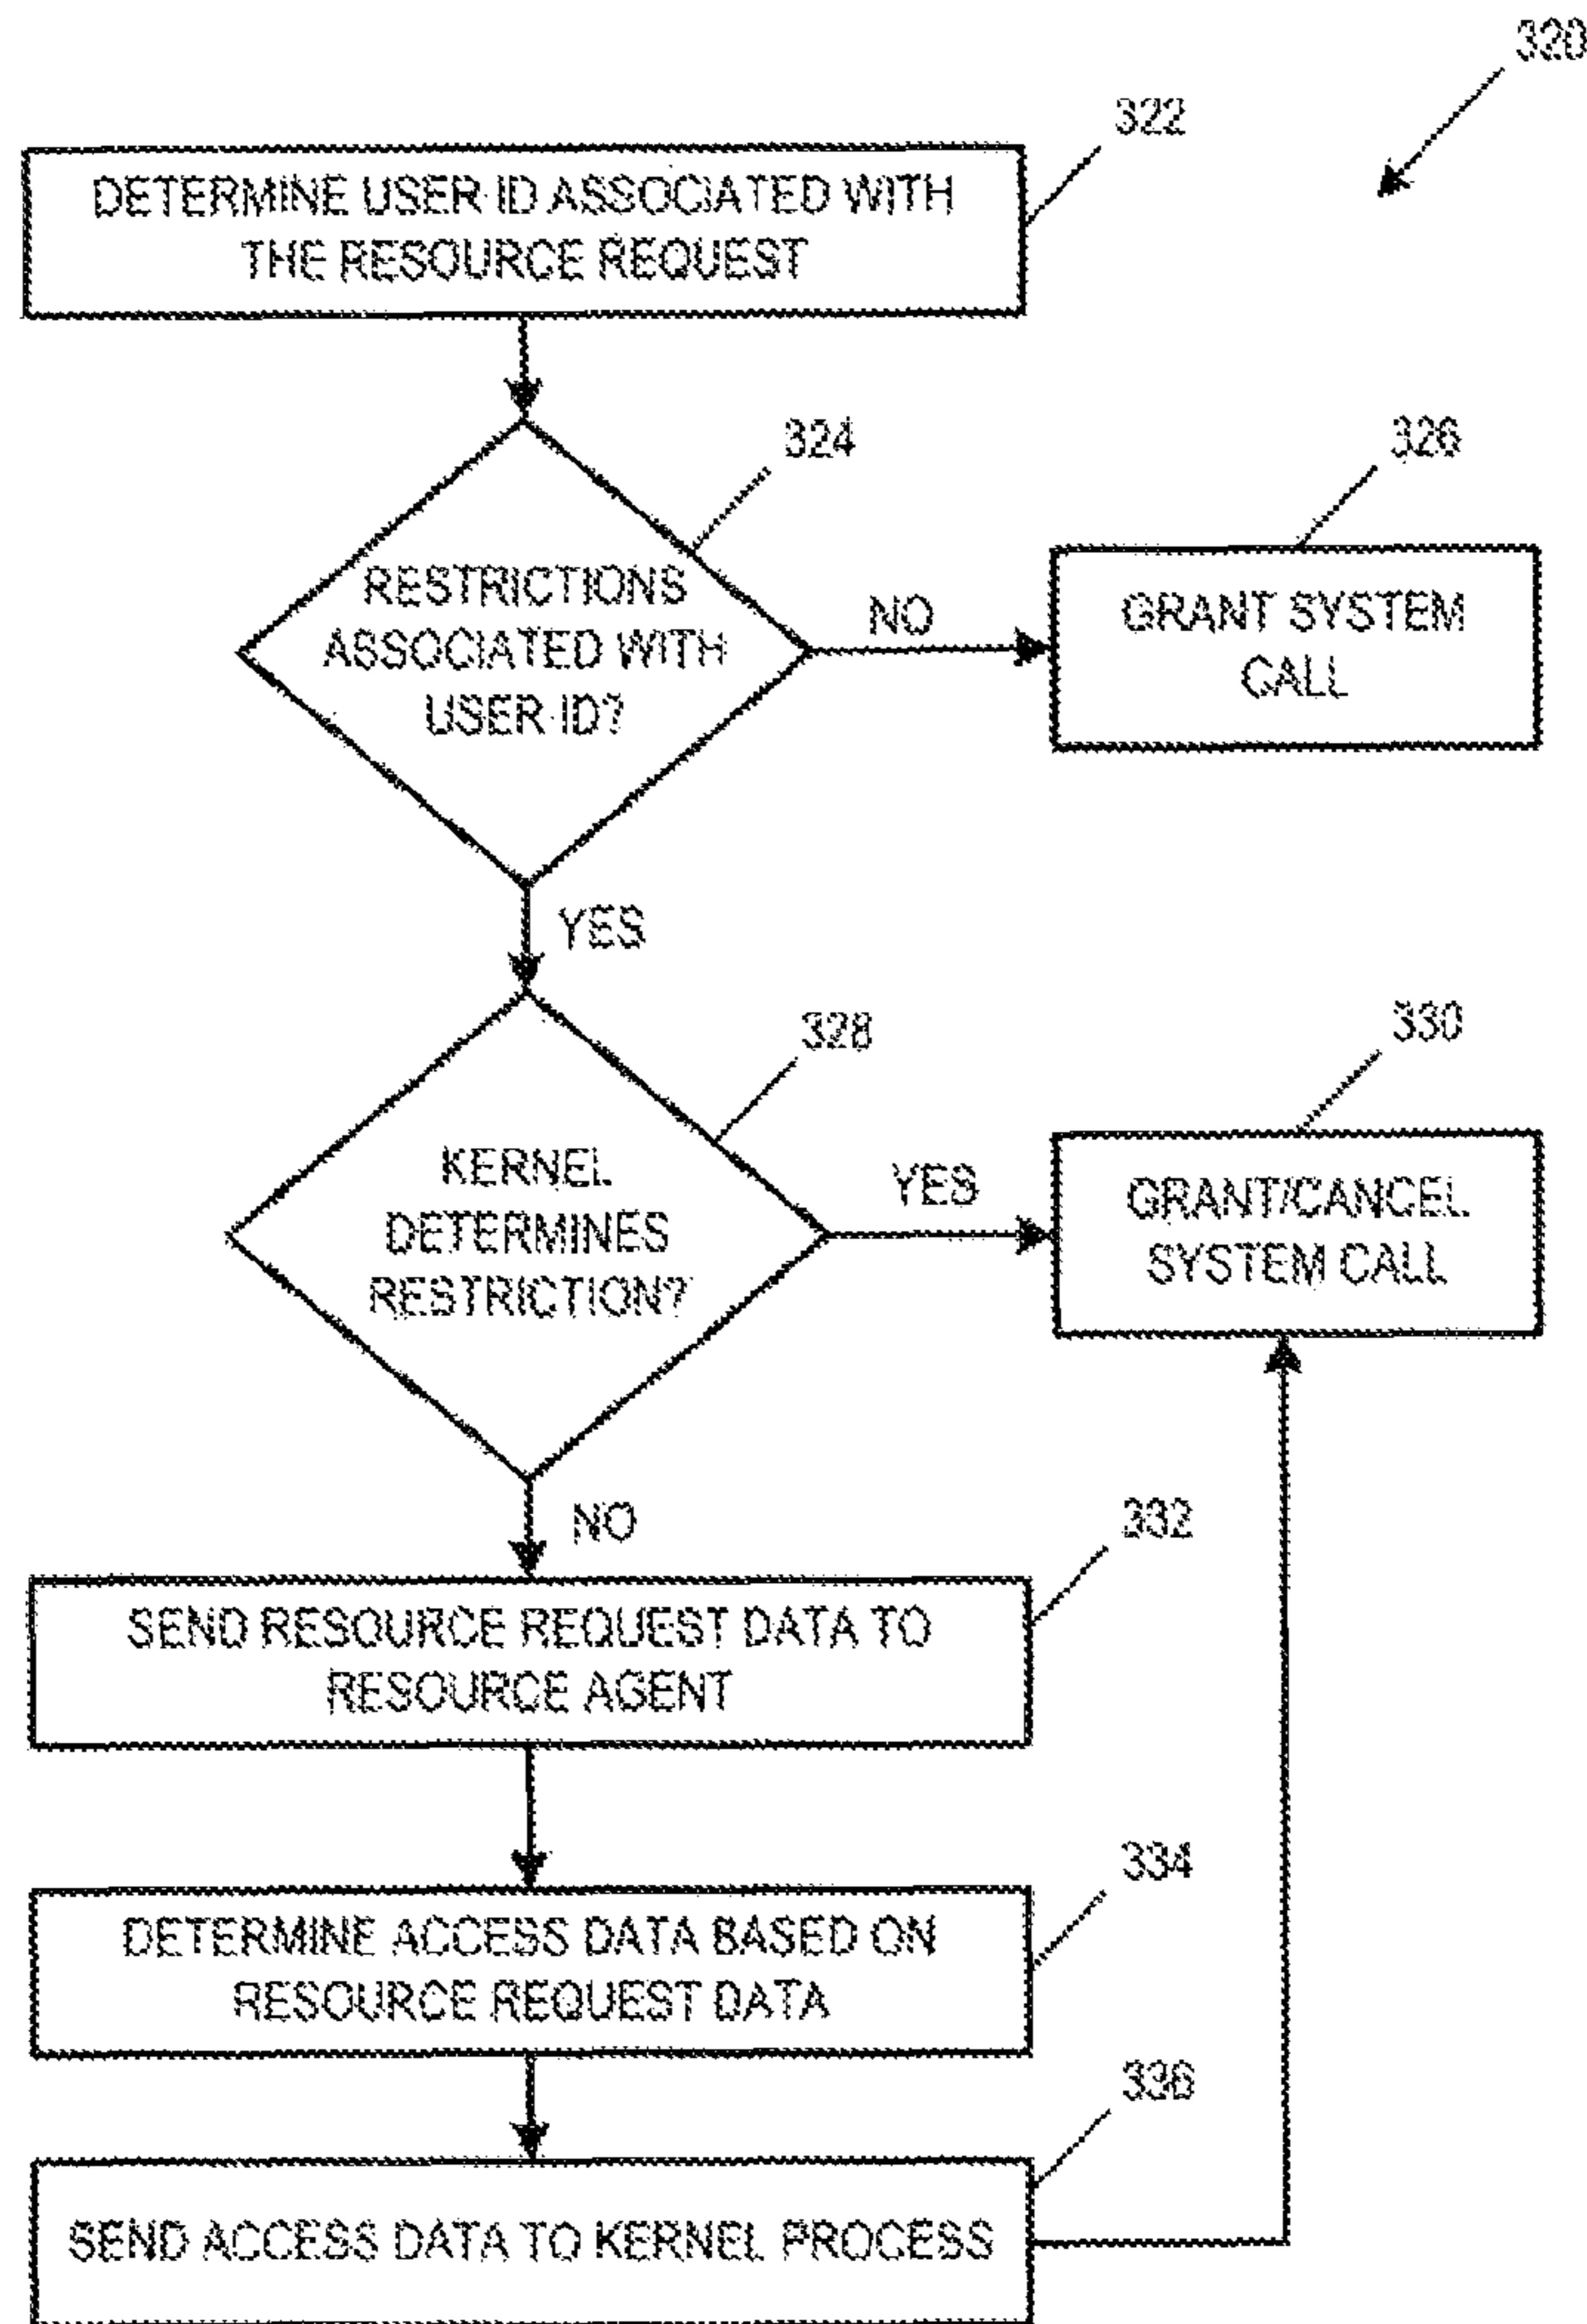 320
322
DETERMINE USER ID ASSOCIATED WITH
THE RESOURCE REQUEST
324
326
RESTRICTIONS
ASSOCIATED WITH
USER ID?
NO
GRANT SYSTEM
CALL
YES
328
330
KERNEL
DETERMINES
RESTRICTION?
YES
GRANT/CANCEL
SYSTEM CALL
NO
332
SEND RESOURCE REQUEST DATA TO
RESOURCE AGENT
334
DETERMINE ACCESS DATA BASED ON
RESOURCE REQUEST DATA
336
SEND ACCESS DATA TO KERNEL PROCESS